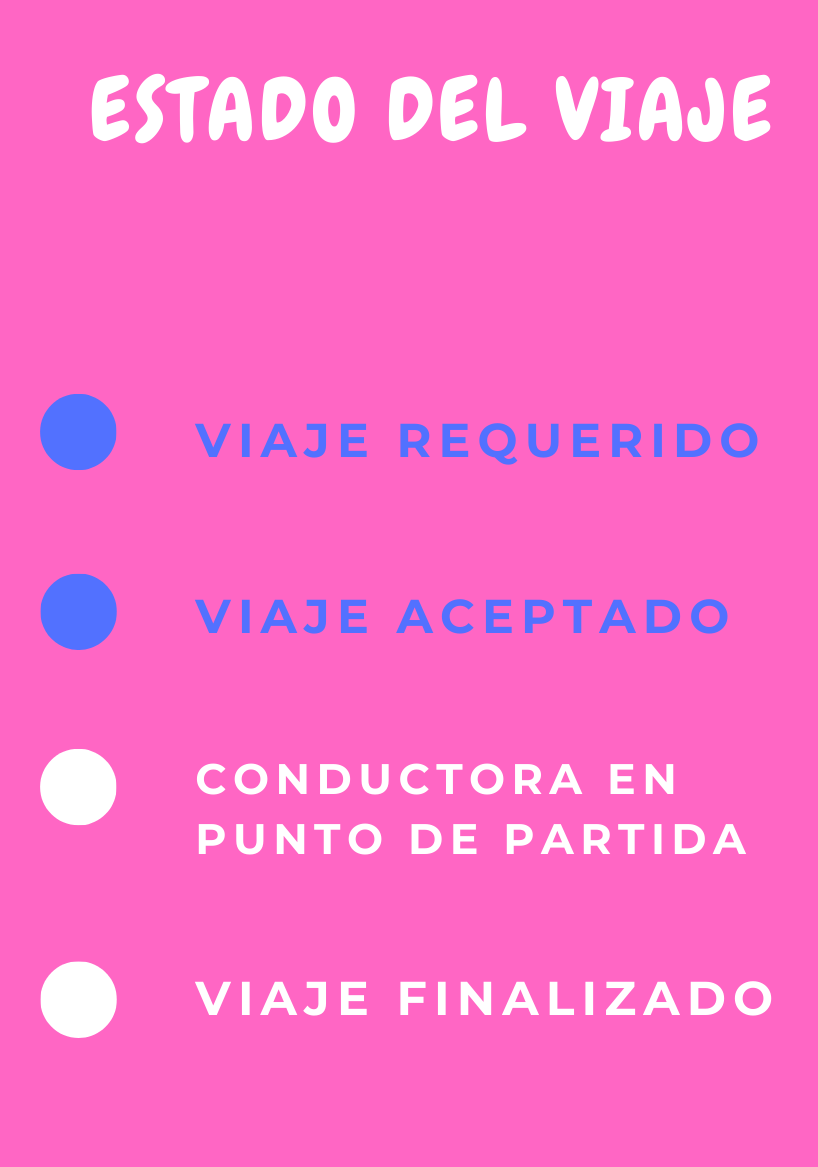 ESTADO DEL VIAJE
VIAJE REQUERIDO
VIAJE ACEPTADO
CONDUCTORA EN
PUNTO DE PARTIDA
VIAJE FINALIZADO